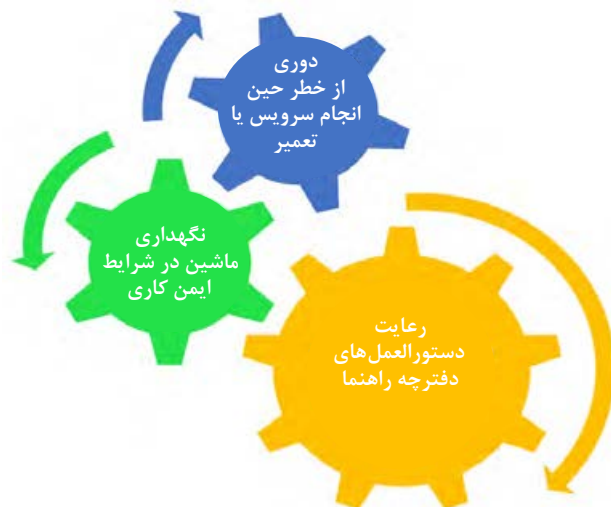 دوری
از خطر حین
انجام سرویس یا
تعمیر
نگهداری
ماشین در شرایط
ایمن کاری
رعایت
دستورالعمل‌های
دفترچه راهنما